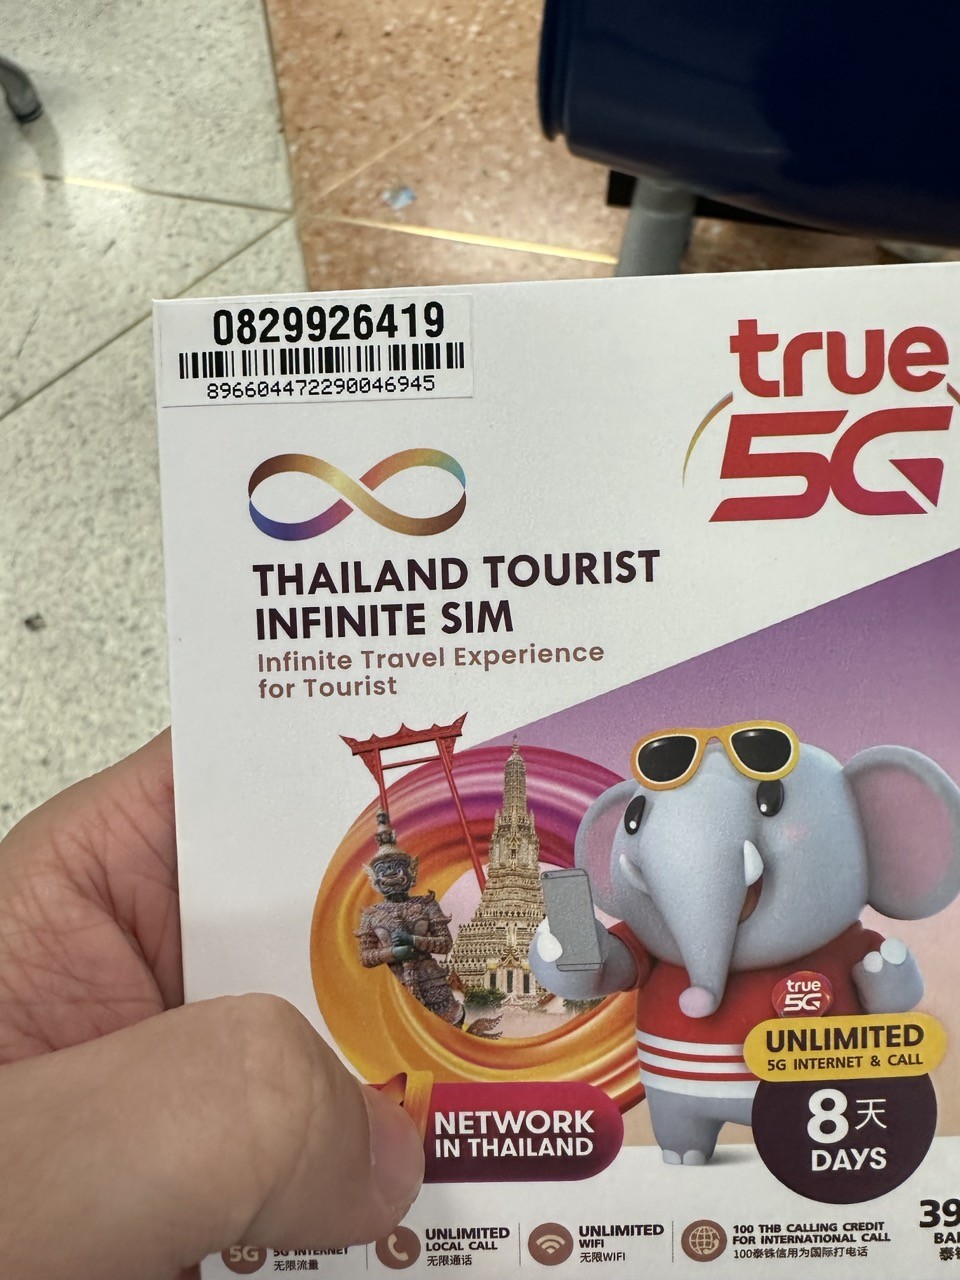 0829926419
8966044472290046945
true
5G
THAILAND TOURIST
INFINITE SIM
Infinite Travel Experience
for Tourist
true
5G
UNLIMITED
5G INTERNET & CALL
8天
DAYS
NETWORK
IN THAILAND
5G
5G INTERNET
无限流量
UNLIMITED
LOCAL CALL
无限通话
UNLIMITED
WIFI
无限WIFI
100 THB CALLING CREDIT
FOR INTERNATIONAL CALL
100泰铢信用为国际打电话
39